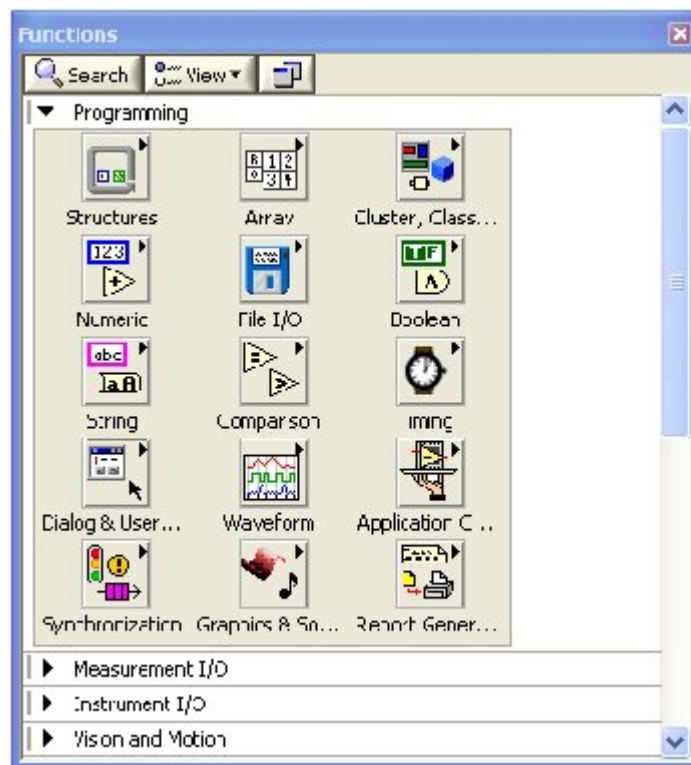 Functions
Search View
Programming
Structures Array Cluster, Class...
Numeric File I/O Boolean
String Comparison Timing
Dialog & User... Waveform Application C...
Synchronization Graphics & So... Report Gener...
Measurement I/O
Instrument I/O
Vision and Motion